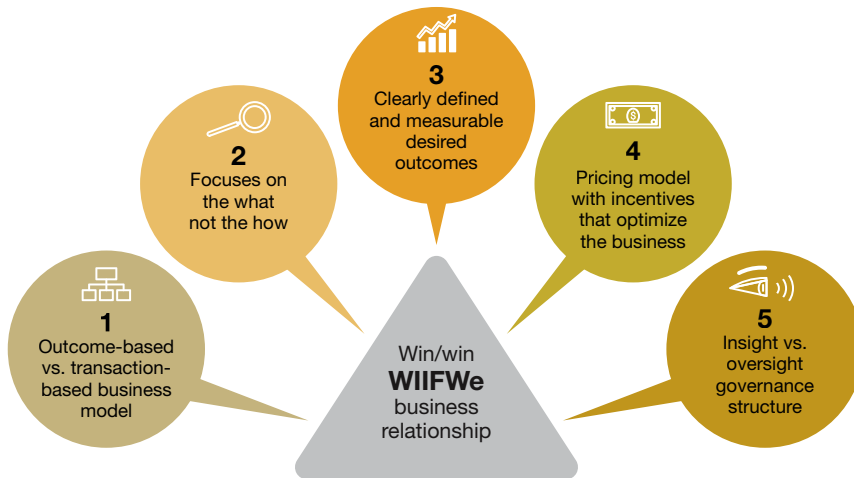 1
Outcome-based
vs. transaction-
based business
model
2
Focuses on
the what
not the how
3
Clearly defined
and measurable
desired
outcomes
4
Pricing model
with incentives
that optimize
the business
5
Insight vs.
oversight
governance
structure
Win/win
WIIFWe
business
relationship